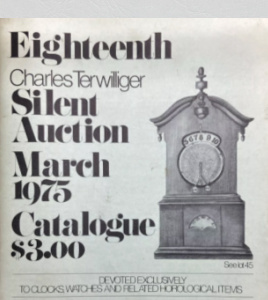 Eighteenth
Charles Terwilliger
Silent
Auction
March
1975
Catalogue
$3.00
See lot 45
DEVOTED EXCLUSIVELY
TO CLOCKS, WATCHES AND RELATED HOROLOGICAL ITEMS